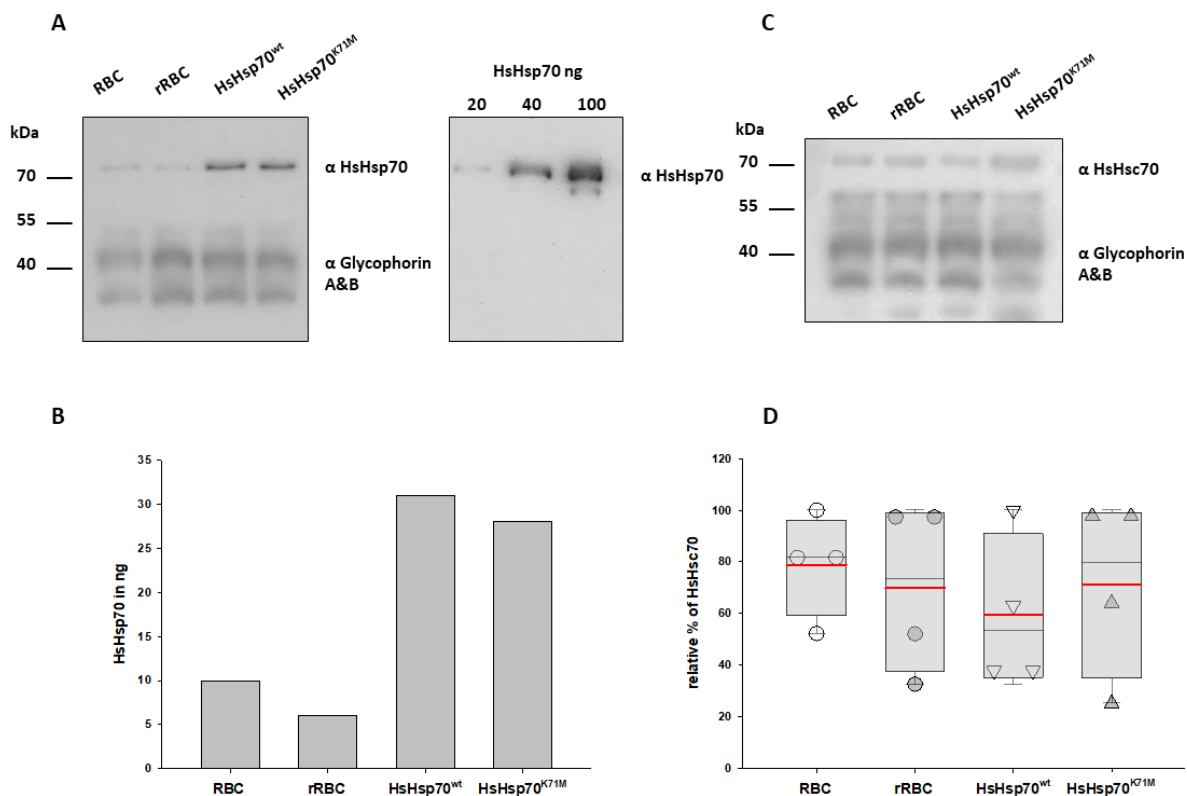 A
RBC rRBC HsHsp70wt HsHsp70K71M
kDa
70
55
40
α HsHsp70
α Glycophorin
A&B
HsHsp70 ng
20 40 100
α HsHsp70
C
RBC rRBC HsHsp70wt HsHsp70K71M
70
55
40
α HsHsc70
α Glycophorin
A&B
B
HsHsp70 in ng
35
30
25
20
15
10
5
0
RBC rRBC HsHsp70wt HsHsp70K71M
D
relative % of HsHsc70
120
100
80
60
40
20
0
RBC rRBC HsHsp70wt HsHsp70K71M
kDa